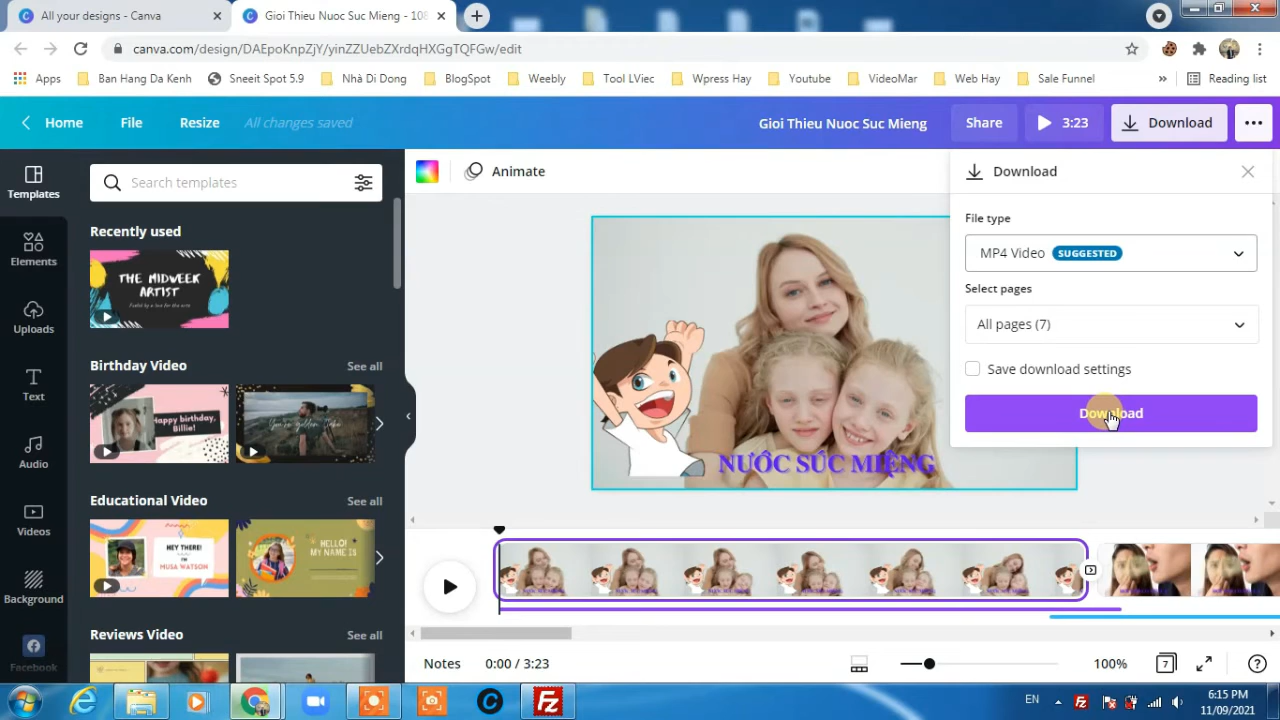 All your designs - Canva
Gioi Thieu Nuoc Suc Mieng - 108
canva.com/design/DAEpoKnpZjY/yinZZUebZXrdqHXGgTQFGw/edit
Apps
Ban Hang Da Kenh
Sneeit Spot 5.9
Nhà Di Dong
BlogSpot
Weebly
Tool LViec
Wpress Hay
Youtube
VideoMar
Web Hay
Sale Funnel
»
Reading list
Home
File
Resize
All changes saved
Gioi Thieu Nuoc Suc Mieng
Share
3:23
Download
Templates
Elements
Uploads
Text
Audio
Videos
Background
Facebook
Search templates
Recently used
THE MIDWEEK
ARTIST
Birthday Video
See all
Happy birthday,
Billie!
Educational Video
See all
HEY THERE!
I'M
MUSA WATSON
HELLO!
MY NAME IS
Reviews Video
See all
Animate
NƯỚC SÚC MIỆNG
Download
File type
MP4 Video SUGGESTED
Select pages
All pages (7)
Save download settings
Download
Notes
0:00 / 3:23
100%
7
EN
6:15 PM
11/09/2021